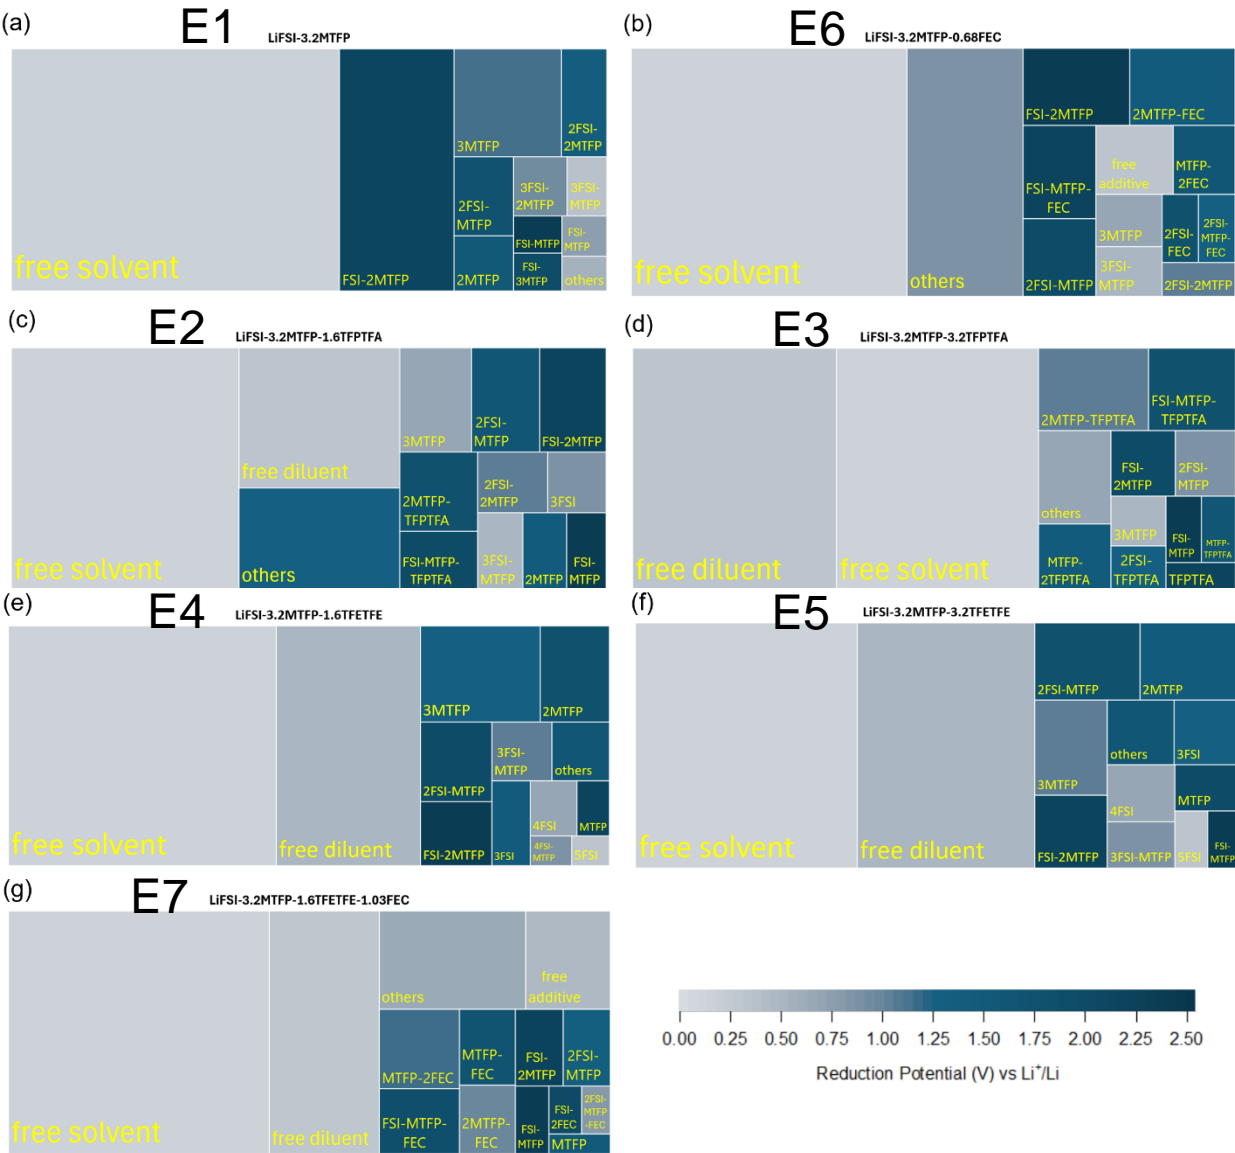 (a)
E1
LiFSI-3.2MTFP
free solvent
FSI-2MTFP
3MTFP
2FSI-
2MTFP
2FSI-
MTFP
3FSI-
2MTFP
3FSI-
MTFP
2MTFP
FSI-MTFP
FSI-
MTFP
FSI-
3MTFP
others
(b)
E6
LiFSI-3.2MTFP-0.68FEC
free solvent
others
FSI-2MTFP
2MTFP-FEC
FSI-MTFP-
FEC
free
additive
MTFP-
2FEC
3MTFP
2FSI-
FEC
2FSI-
MTFP-
FEC
2FSI-MTFP
3FSI-
MTFP
2FSI-2MTFP
(c)
E2
LiFSI-3.2MTFP-1.6TFPTFA
free solvent
free diluent
others
3MTFP
2FSI-
MTFP
FSI-2MTFP
2MTFP-
TFPTFA
2FSI-
2MTFP
3FSI
FSI-MTFP-
TFPTFA
3FSI-
MTFP
2MTFP
FSI-
MTFP
(d)
E3
LiFSI-3.2MTFP-3.2TFPTFA
free diluent
free solvent
2MTFP-TFPTFA
FSI-MTFP-
TFPTFA
others
FSI-
2MTFP
2FSI-
MTFP
3MTFP
FSI-
MTFP
MTFP-
TFPTFA
MTFP-
2TFPTFA
2FSI-
TFPTFA
TFPTFA
(e)
E4
LiFSI-3.2MTFP-1.6TFETFE
free solvent
free diluent
3MTFP
2MTFP
2FSI-MTFP
3FSI-
MTFP
others
FSI-2MTFP
3FSI
4FSI
MTFP
4FSI-
MTFP
5FSI
(f)
E5
LiFSI-3.2MTFP-3.2TFETFE
free solvent
free diluent
2FSI-MTFP
2MTFP
3MTFP
others
3FSI
4FSI
MTFP
FSI-2MTFP
3FSI-MTFP
5FSI
FSI-
MTFP
(g)
E7
LiFSI-3.2MTFP-1.6TFETFE-1.03FEC
free solvent
free diluent
others
free
additive
MTFP-2FEC
MTFP-
FEC
FSI-
2MTFP
2FSI-
MTFP
FSI-MTFP-
FEC
2MTFP-
FEC
FSI-
MTFP
FSI-
2FEC
2FSI-
MTFP
-FEC
MTFP
0.00 0.25 0.50 0.75 1.00 1.25 1.50 1.75 2.00 2.25 2.50
Reduction Potential (V) vs Li⁺/Li